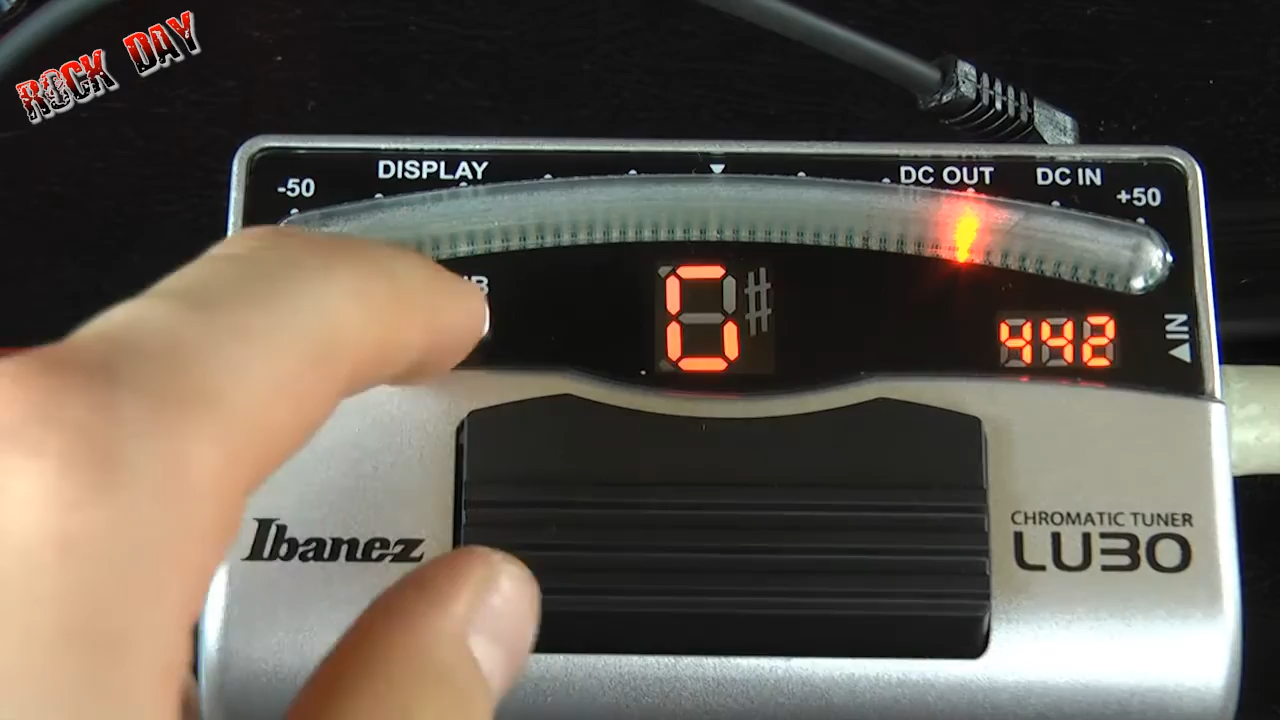 ROCK DAY
DISPLAY
DC OUT
DC IN
-50
+50
G
#
442
IN
Ibanez
CHROMATIC TUNER
LU30